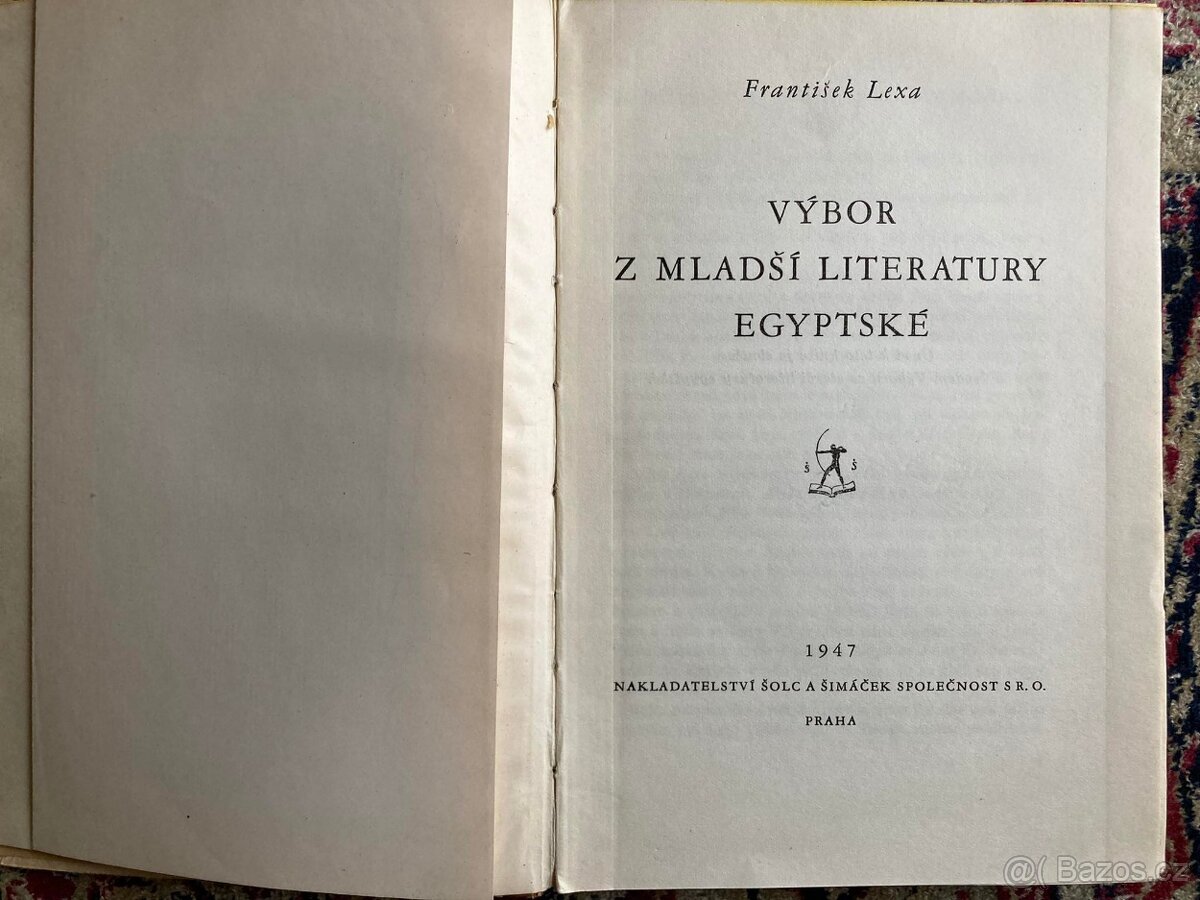 František Lexa
VÝBOR
Z MLADŠÍ LITERATURY
EGYPTSKÉ
š š
1947
NAKLADATELSTVÍ ŠOLC A ŠIMÁČEK SPOLEČNOST S R. O.
PRAHA
@( Bazos.cz